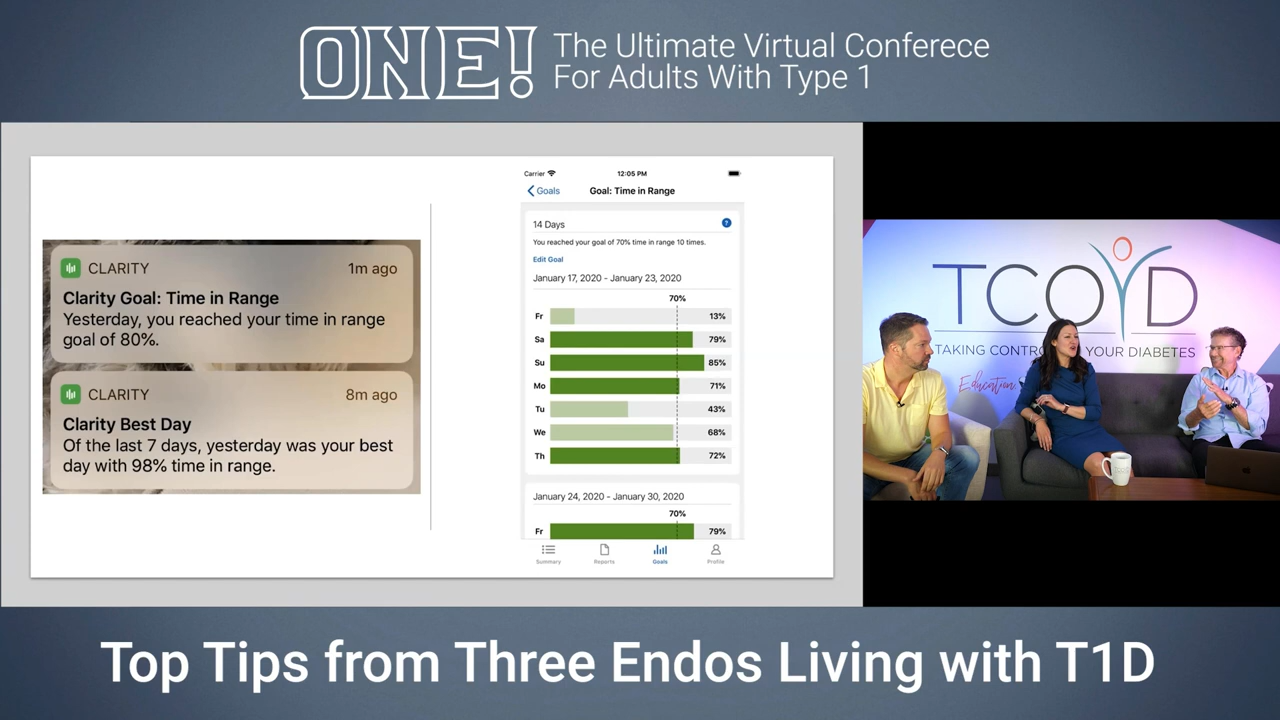 ONE!
The Ultimate Virtual Conferece
For Adults With Type 1
CLARITY 1m ago
Clarity Goal: Time in Range
Yesterday, you reached your time in range
goal of 80%.
CLARITY 8m ago
Clarity Best Day
Of the last 7 days, yesterday was your best
day with 98% time in range.
Carrier 12:05 PM
Goals Goal: Time in Range
14 Days ?
You reached your goal of 70% time in range 10 times.
Edit Goal
January 17, 2020 - January 23, 2020
70%
Fr 13%
Sa 79%
Su 85%
Mo 71%
Tu 43%
We 68%
Th 72%
January 24, 2020 - January 30, 2020
70%
Fr 79%
Summary Reports Goals Profile
TCOYD
TAKING CONTR YOUR DIABETES
Education
Top Tips from Three Endos Living with T1D